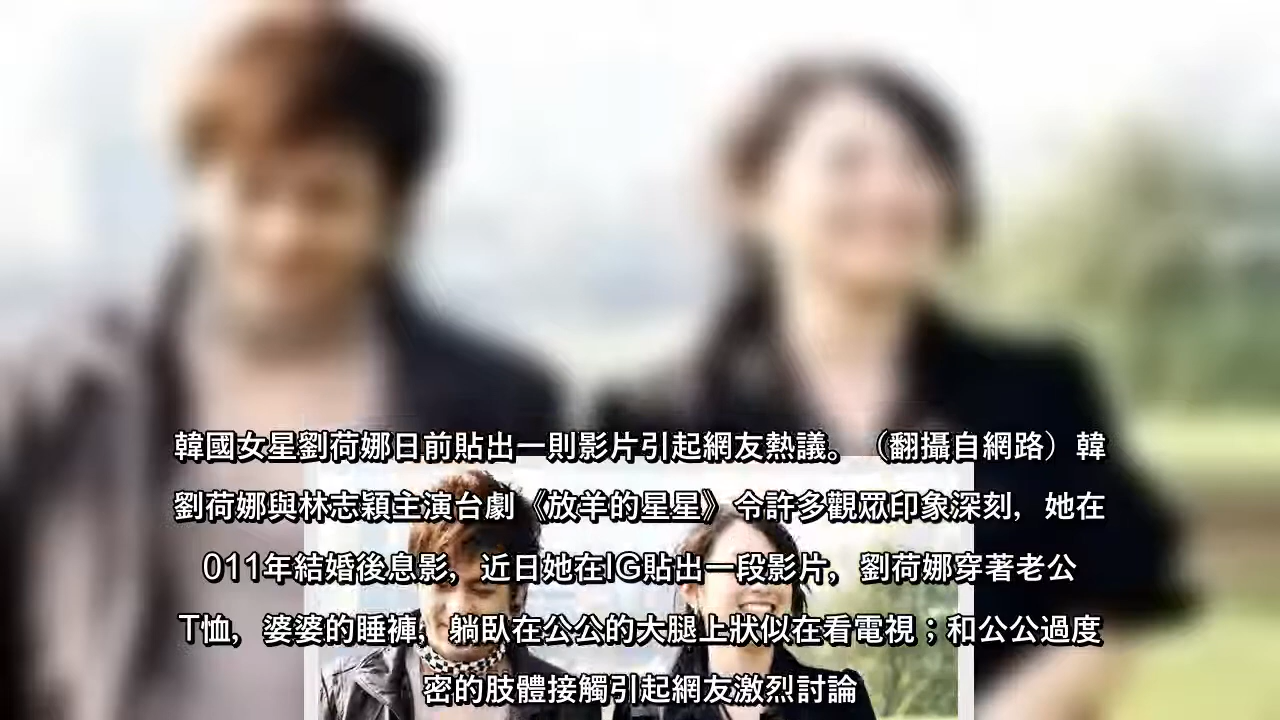 韓國女星劉荷娜日前貼出一則影片引起網友熱議。（翻攝自網路）韓
劉荷娜與林志穎主演台劇《放羊的星星》令許多觀眾印象深刻，她在
011年結婚後息影，近日她在IG貼出一段影片，劉荷娜穿著老公
T恤，婆婆的睡褲，躺臥在公公的大腿上狀似在看電視；和公公過度
密的肢體接觸引起網友激烈討論